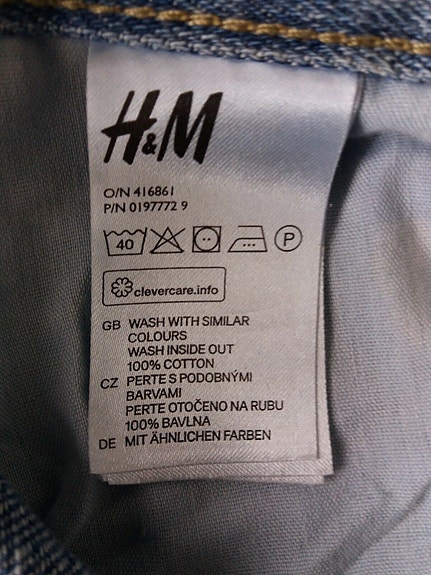 H&M
O/N 416861
P/N 0197772 9
40 P
clevercare.info
GB WASH WITH SIMILAR
COLOURS
WASH INSIDE OUT
100% COTTON
CZ PERTE S PODOBNÝMI
BARVAMI
PERTE OTOČENO NA RUBU
100% BAVLNA
DE MIT ÄHNLICHEN FARBEN